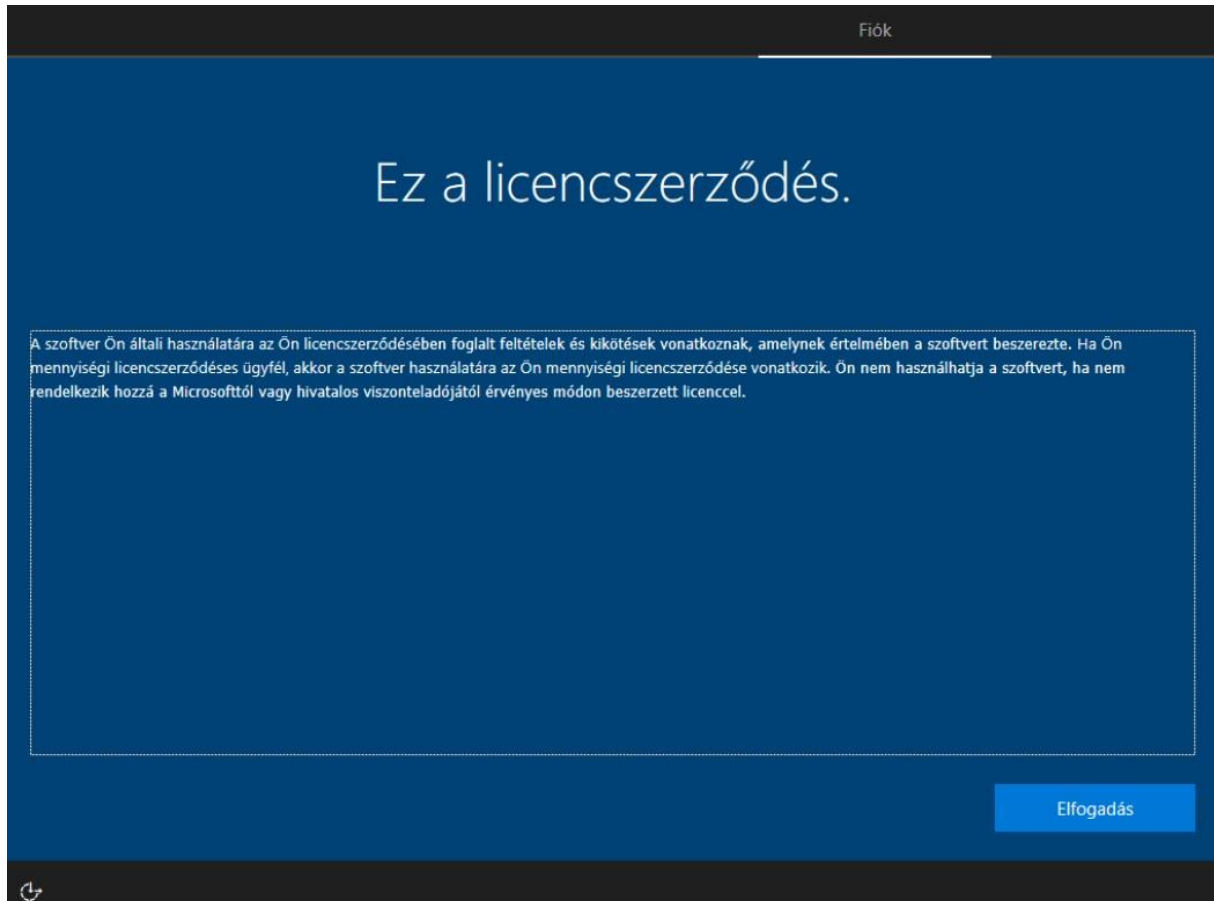 Fiók
Ez a licencszerződés.
A szoftver Ön általi használatára az Ön licencszerződésében foglalt feltételek és kikötések vonatkoznak, amelynek értelmében a szoftvert beszerezte. Ha Ön
mennyiségi licencszerződéses ügyfél, akkor a szoftver használatára az Ön mennyiségi licencszerződése vonatkozik. Ön nem használhatja a szoftvert, ha nem
rendelkezik hozzá a Microsofttól vagy hivatalos viszonteladójától érvényes módon beszerzett licenccel.
Elfogadás